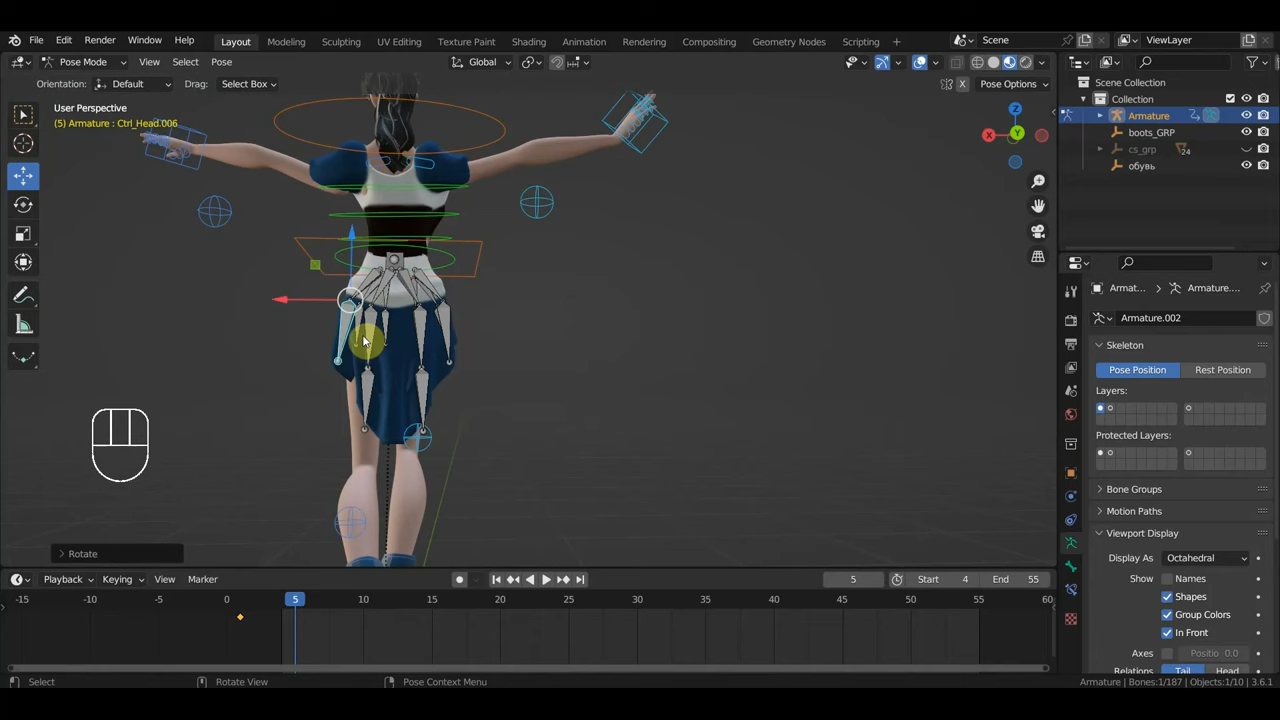 File Edit Render Window Help Layout Modeling Sculpting UV Editing Texture Paint Shading Animation Rendering Compositing Geometry Nodes Scripting + Scene ViewLayer
Pose Mode View Select Pose Global
Orientation: Default Drag: Select Box X Pose Options
User Perspective
(5) Armature : Ctrl_Head.006
Z
X
Y
Scene Collection
Collection
Armature
boots_GRP
cs_grp 24
обувь
Armat... Armature....
Armature.002
Skeleton
Pose Position Rest Position
Layers:
Protected Layers:
Bone Groups
Motion Paths
Viewport Display
Display As Octahedral
Show Names
Shapes
Group Colors
In Front
Axes Positio 0.0
Relations Tail Head
Rotate
Playback Keying View Marker 5 Start 4 End 55
-15 -10 -5 0 5 10 15 20 25 30 35 40 45 50 55 60
Select Rotate View Pose Context Menu Armature | Bones:1/187 | Objects:1/10 | 3.6.1